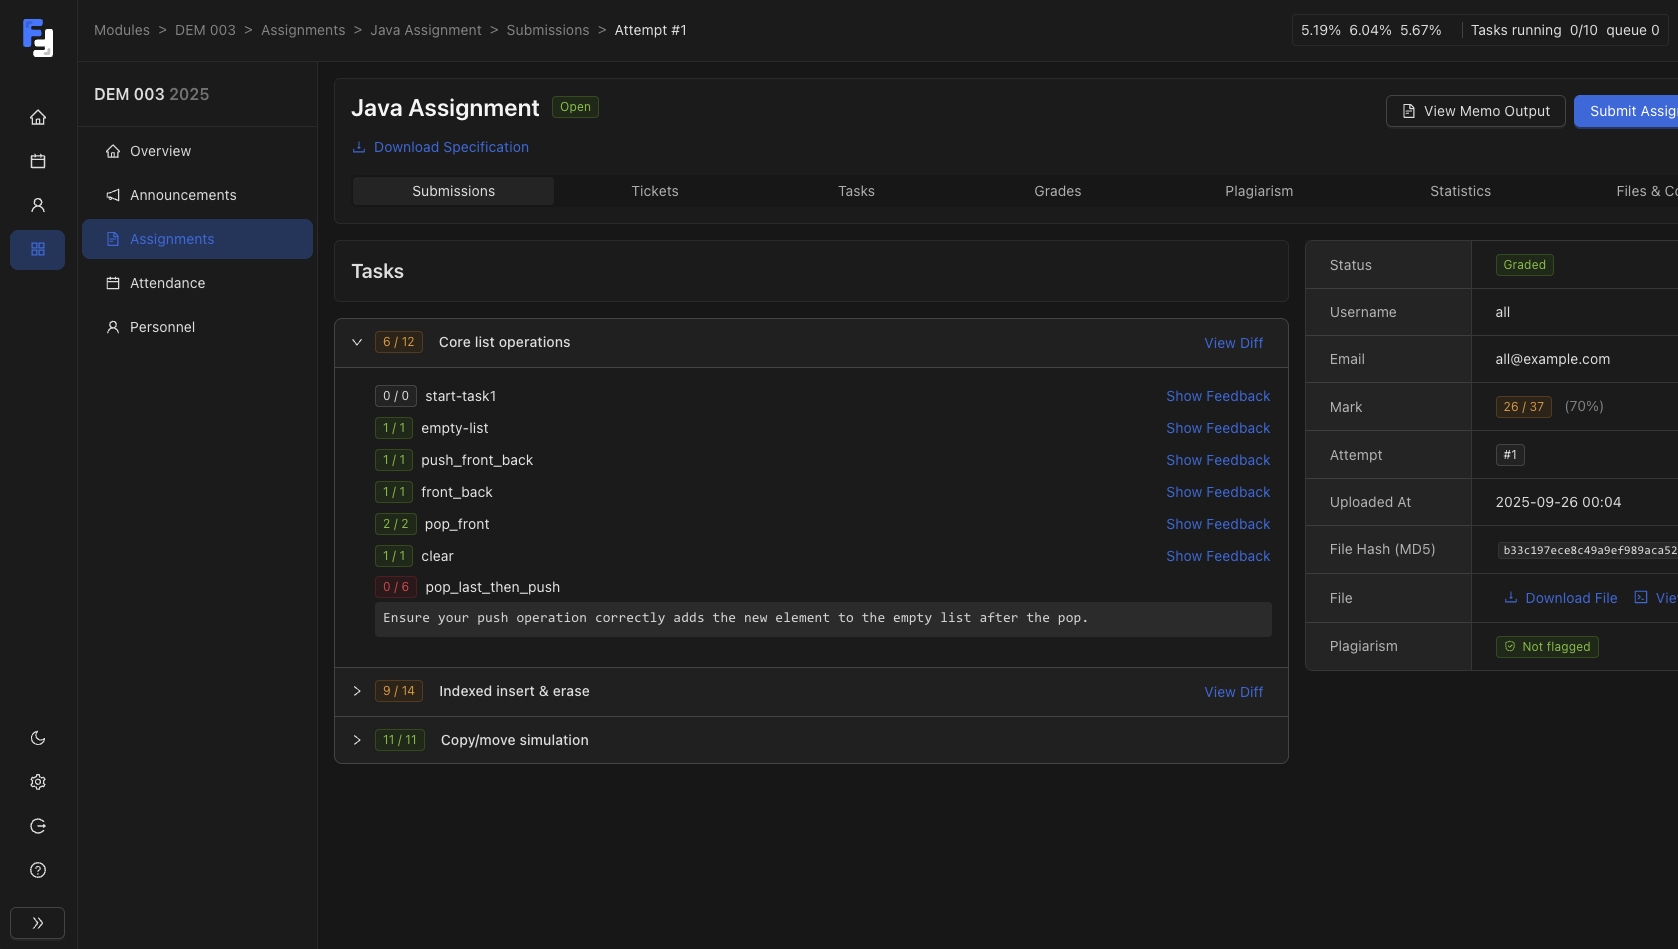 Modules > DEM 003 > Assignments > Java Assignment > Submissions > Attempt #1
5.19% 6.04% 5.67% Tasks running 0/10 queue 0
DEM 003 2025
Overview
Announcements
Assignments
Attendance
Personnel
Java Assignment Open
View Memo Output
Submit Assig
Download Specification
Submissions Tickets Tasks Grades Plagiarism Statistics Files & Co
Tasks
6 / 12 Core list operations View Diff
0 / 0 start-task1 Show Feedback
1 / 1 empty-list Show Feedback
1 / 1 push_front_back Show Feedback
1 / 1 front_back Show Feedback
2 / 2 pop_front Show Feedback
1 / 1 clear Show Feedback
0 / 6 pop_last_then_push
Ensure your push operation correctly adds the new element to the empty list after the pop.
9 / 14 Indexed insert & erase View Diff
11 / 11 Copy/move simulation
Status Graded
Username all
Email all@example.com
Mark 26 / 37 (70%)
Attempt #1
Uploaded At 2025-09-26 00:04
File Hash (MD5) b33c197ece8c49a9ef989aca52
File Download File Vie
Plagiarism Not flagged